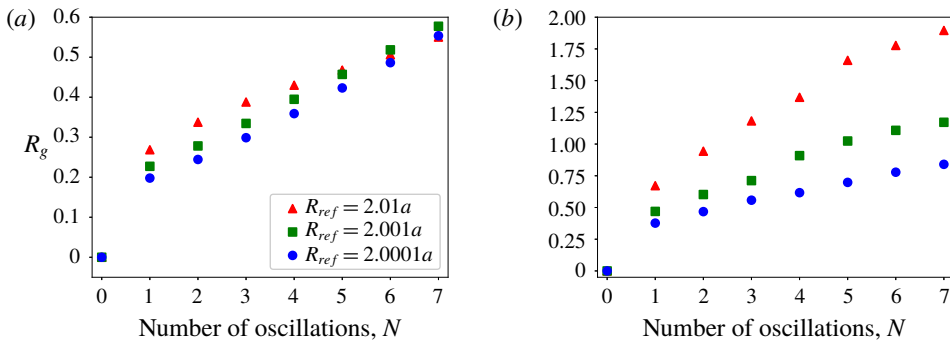 (a)
0.6
0.5
0.4
0.3
0.2
0.1
0
R_g
R_ref = 2.01a
R_ref = 2.001a
R_ref = 2.0001a
0 1 2 3 4 5 6 7
Number of oscillations, N
(b)
2.00
1.75
1.50
1.25
1.00
0.75
0.50
0.25
0
0 1 2 3 4 5 6 7
Number of oscillations, N